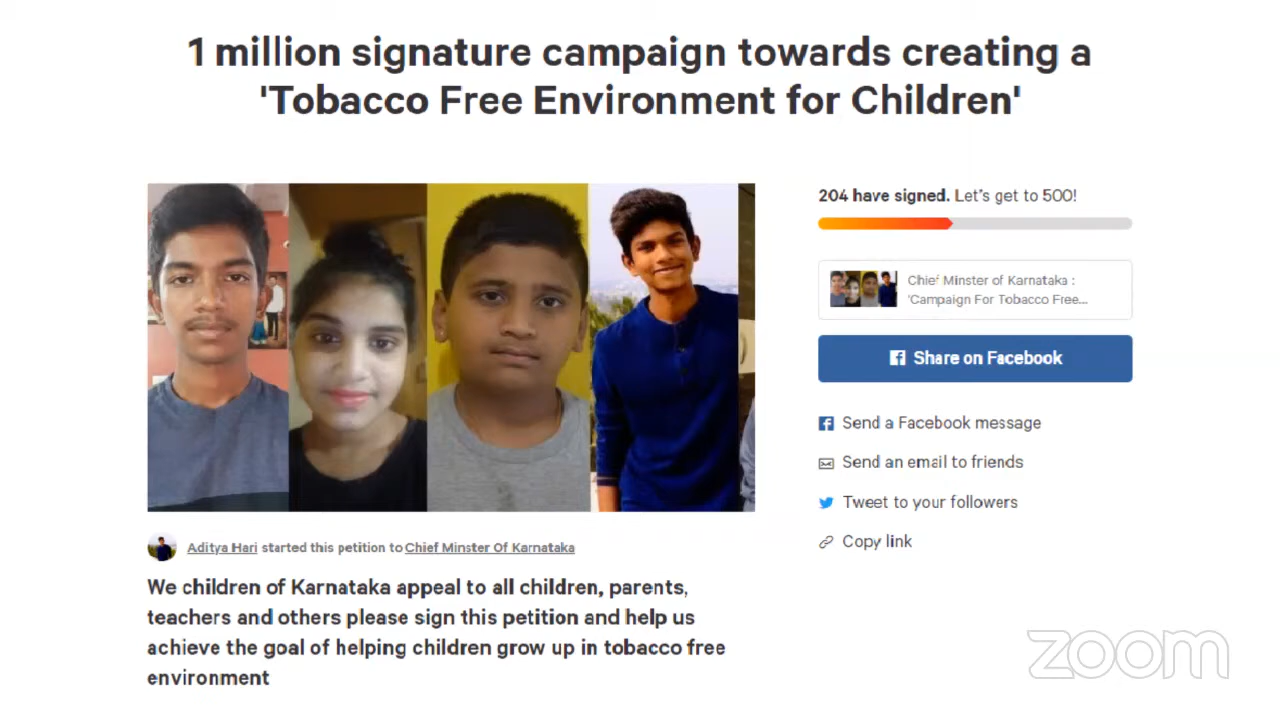 1 million signature campaign towards creating a
'Tobacco Free Environment for Children'
204 have signed. Let's get to 500!
Chief Minster of Karnataka :
'Campaign For Tobacco Free...
Share on Facebook
Send a Facebook message
Send an email to friends
Tweet to your followers
Copy link
Aditya Hari started this petition to Chief Minster Of Karnataka
We children of Karnataka appeal to all children, parents,
teachers and others please sign this petition and help us
achieve the goal of helping children grow up in tobacco free
environment
zoom